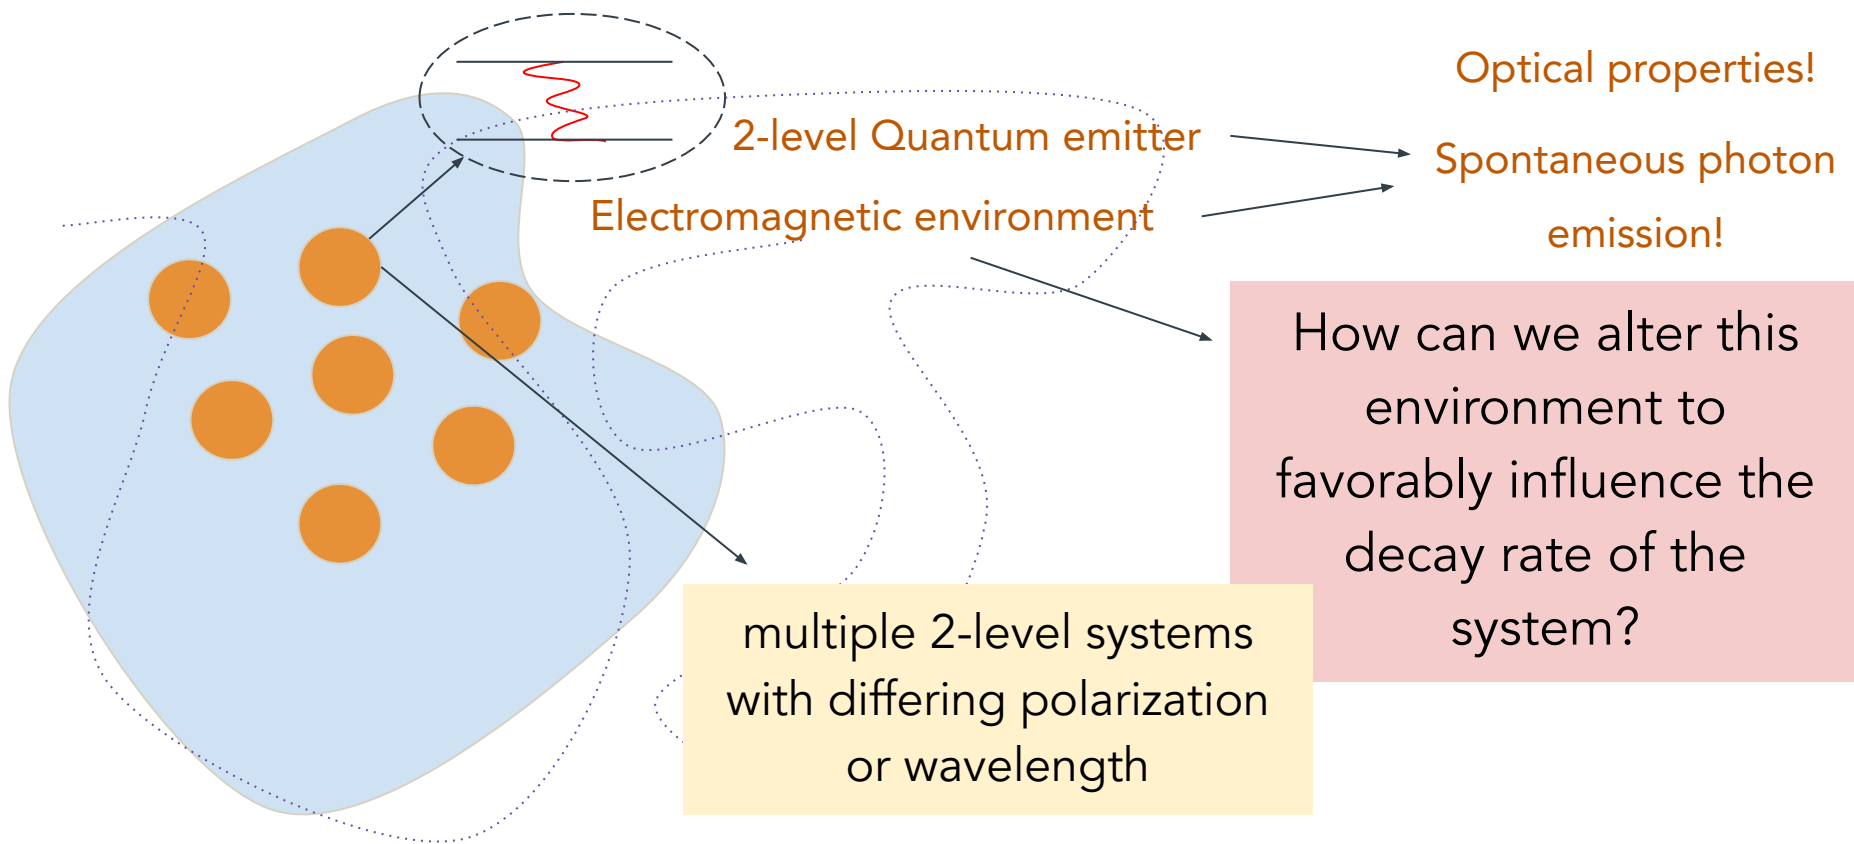 Optical properties!
2-level Quantum emitter
Spontaneous photon
emission!
Electromagnetic environment
How can we alter this
environment to
favorably influence the
decay rate of the
system?
multiple 2-level systems
with differing polarization
or wavelength